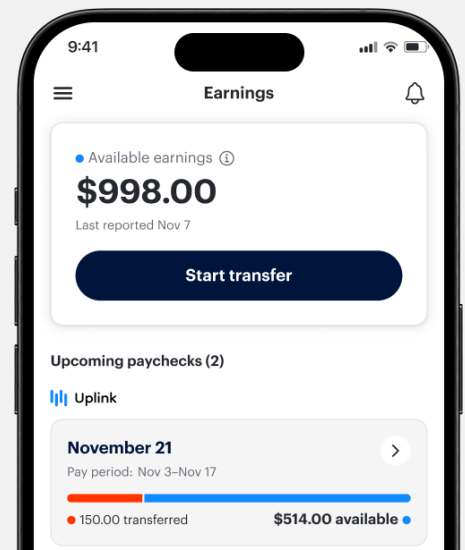 9:41
Earnings
Available earnings
$998.00
Last reported Nov 7
Start transfer
Upcoming paychecks (2)
Uplink
November 21
Pay period: Nov 3–Nov 17
150.00 transferred $514.00 available